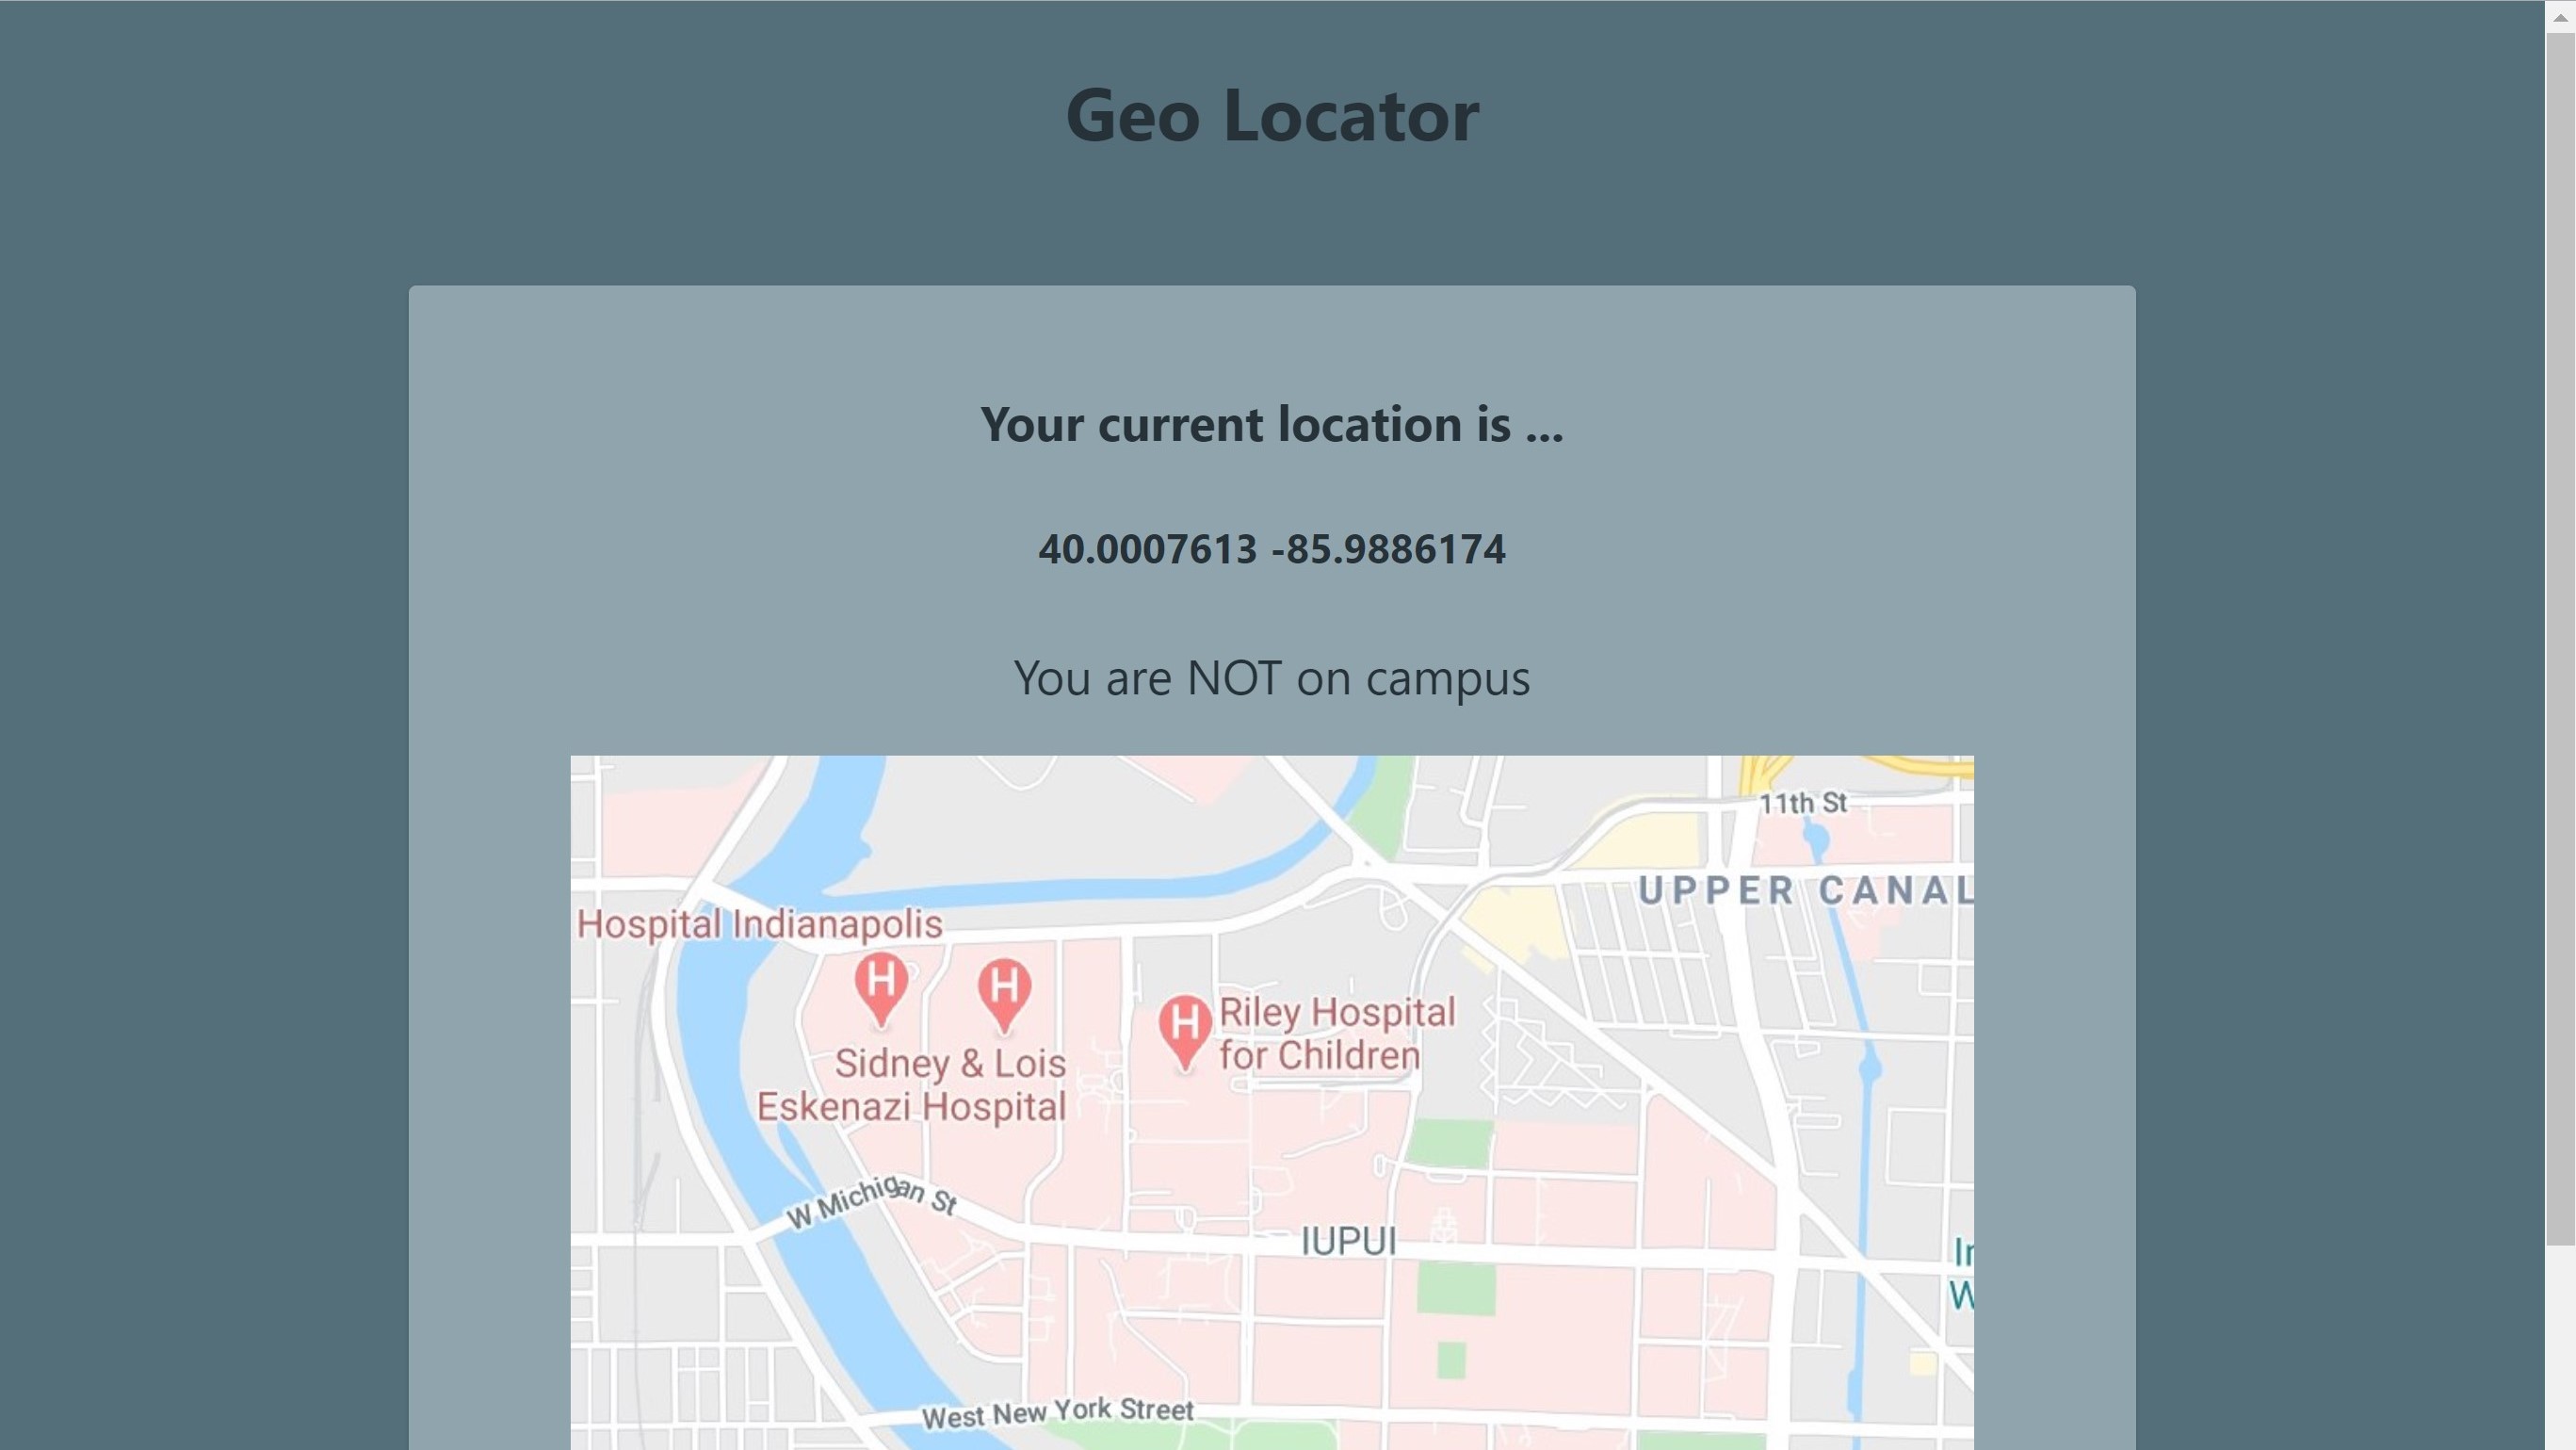 Geo Locator
Your current location is ...
40.0007613 -85.9886174
You are NOT on campus
11th St
UPPER CANAL
Hospital Indianapolis
H
H
H
Riley Hospital
for Children
Sidney & Lois
Eskenazi Hospital
W Michigan St
IUPUI
West New York Street